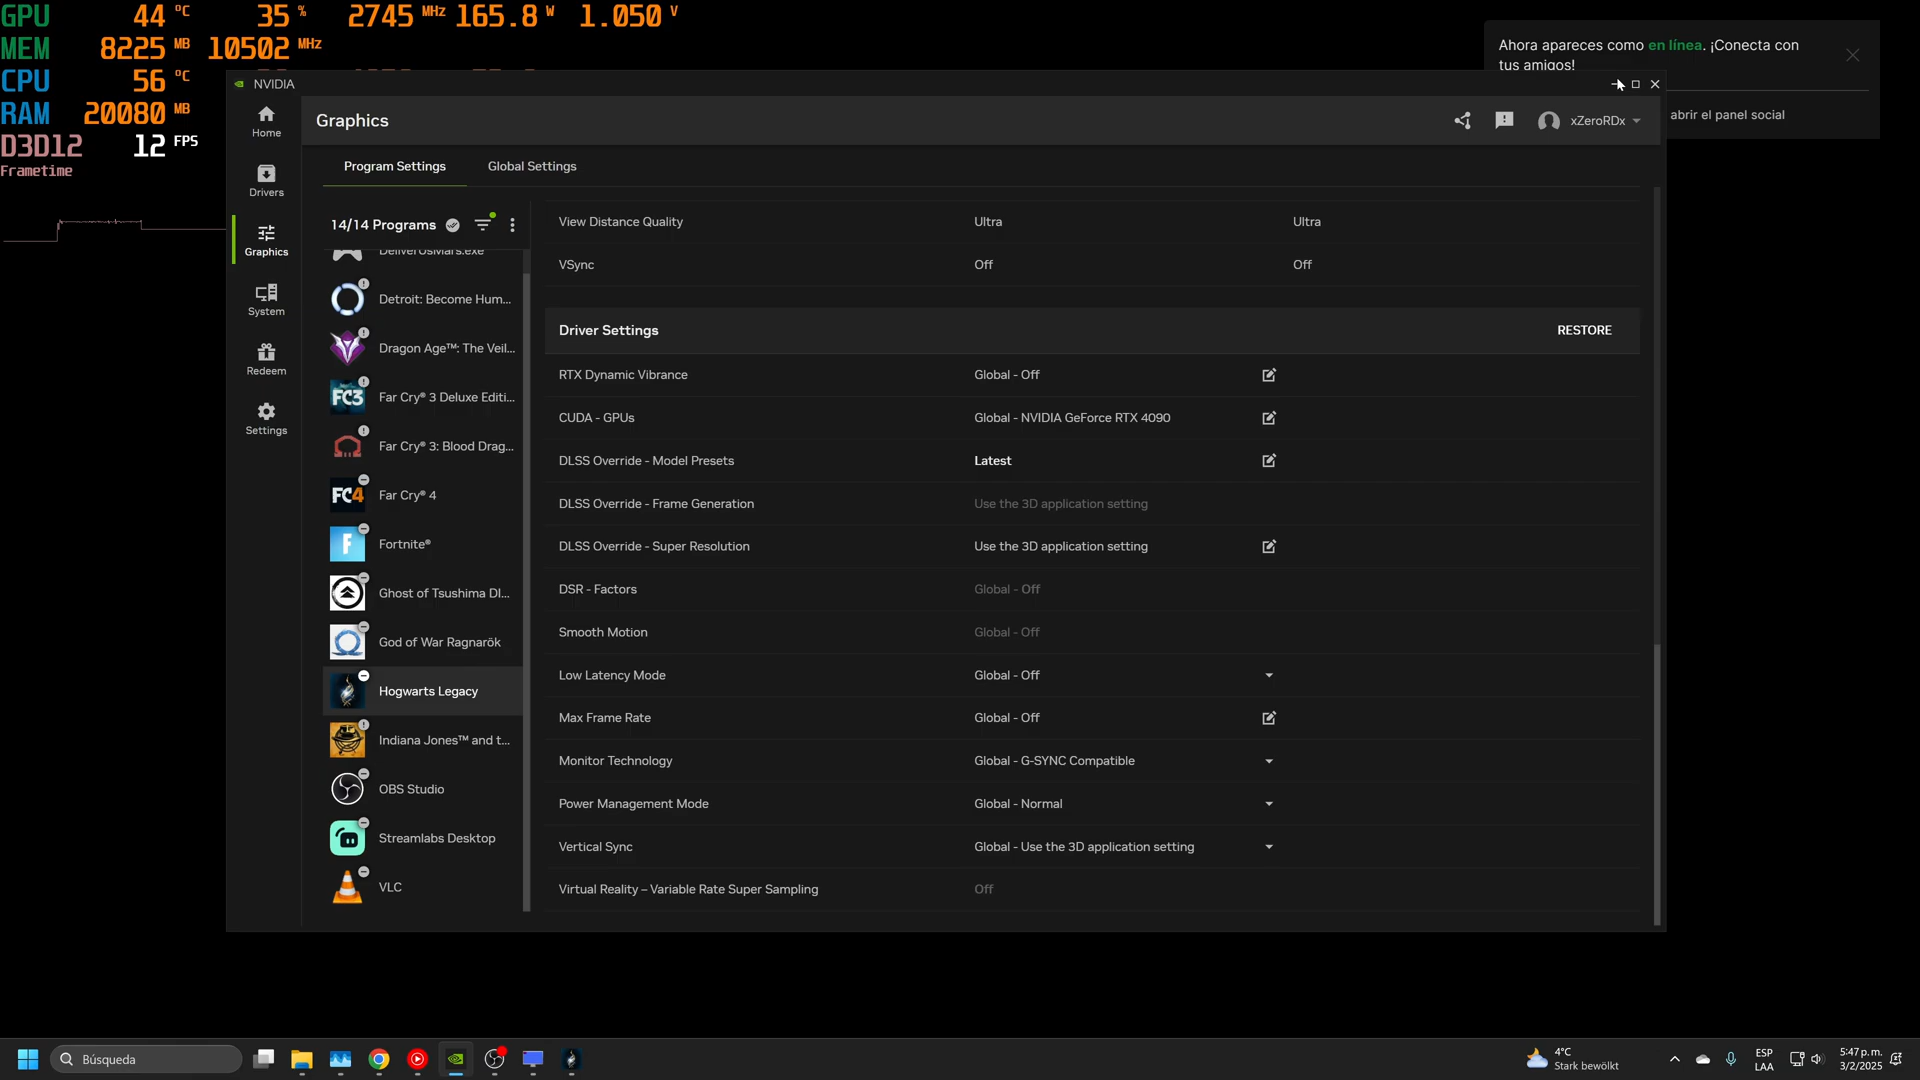 GPU 44 °C 35 % 2745 MHz 165.8 W 1.050 V
MEM 8225 MB 10502 MHz
CPU 56 °C
RAM 20080 MB
D3D12 12 FPS
Frametime
Ahora apareces como en línea. ¡Conecta con
tus amigos!
abrir el panel social
NVIDIA
Home
Drivers
Graphics
System
Redeem
Settings
Graphics
xZeroRDx
Program Settings
Global Settings
14/14 Programs
DeliverUsMars.exe
Detroit: Become Hum...
Dragon Age™: The Veil...
FC3 Far Cry® 3 Deluxe Editi...
Far Cry® 3: Blood Drag...
FC4 Far Cry® 4
F Fortnite®
Ghost of Tsushima DI...
God of War Ragnarök
Hogwarts Legacy
Indiana Jones™ and t...
OBS Studio
Streamlabs Desktop
VLC
View Distance Quality Ultra Ultra
VSync Off Off
Driver Settings RESTORE
RTX Dynamic Vibrance Global - Off
CUDA - GPUs Global - NVIDIA GeForce RTX 4090
DLSS Override - Model Presets Latest
DLSS Override - Frame Generation Use the 3D application setting
DLSS Override - Super Resolution Use the 3D application setting
DSR - Factors Global - Off
Smooth Motion Global - Off
Low Latency Mode Global - Off
Max Frame Rate Global - Off
Monitor Technology Global - G-SYNC Compatible
Power Management Mode Global - Normal
Vertical Sync Global - Use the 3D application setting
Virtual Reality – Variable Rate Super Sampling Off
Búsqueda
4°C
Stark bewölkt
ESP
LAA
5:47 p. m.
3/2/2025